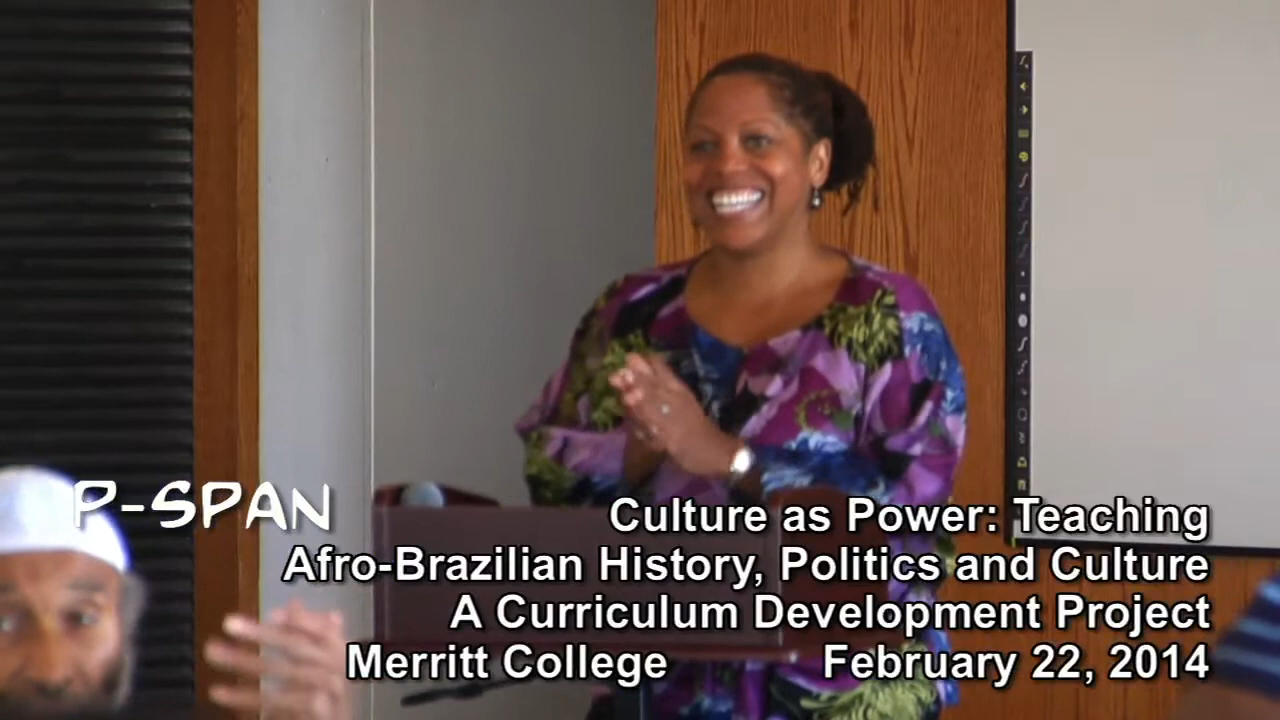 P-SPAN
Culture as Power: Teaching
Afro-Brazilian History, Politics and Culture
A Curriculum Development Project
Merritt College February 22, 2014